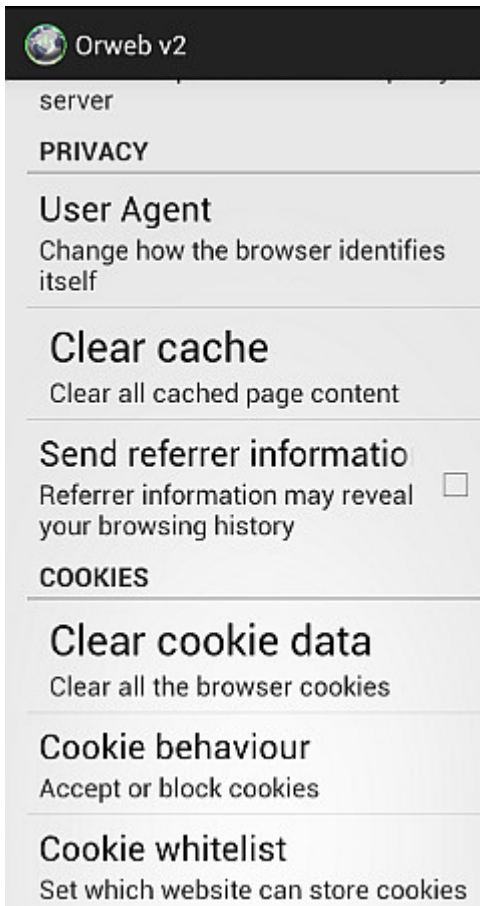 Orweb v2
server
PRIVACY
User Agent
Change how the browser identifies
itself
Clear cache
Clear all cached page content
Send referrer informatio
Referrer information may reveal
your browsing history
COOKIES
Clear cookie data
Clear all the browser cookies
Cookie behaviour
Accept or block cookies
Cookie whitelist
Set which website can store cookies